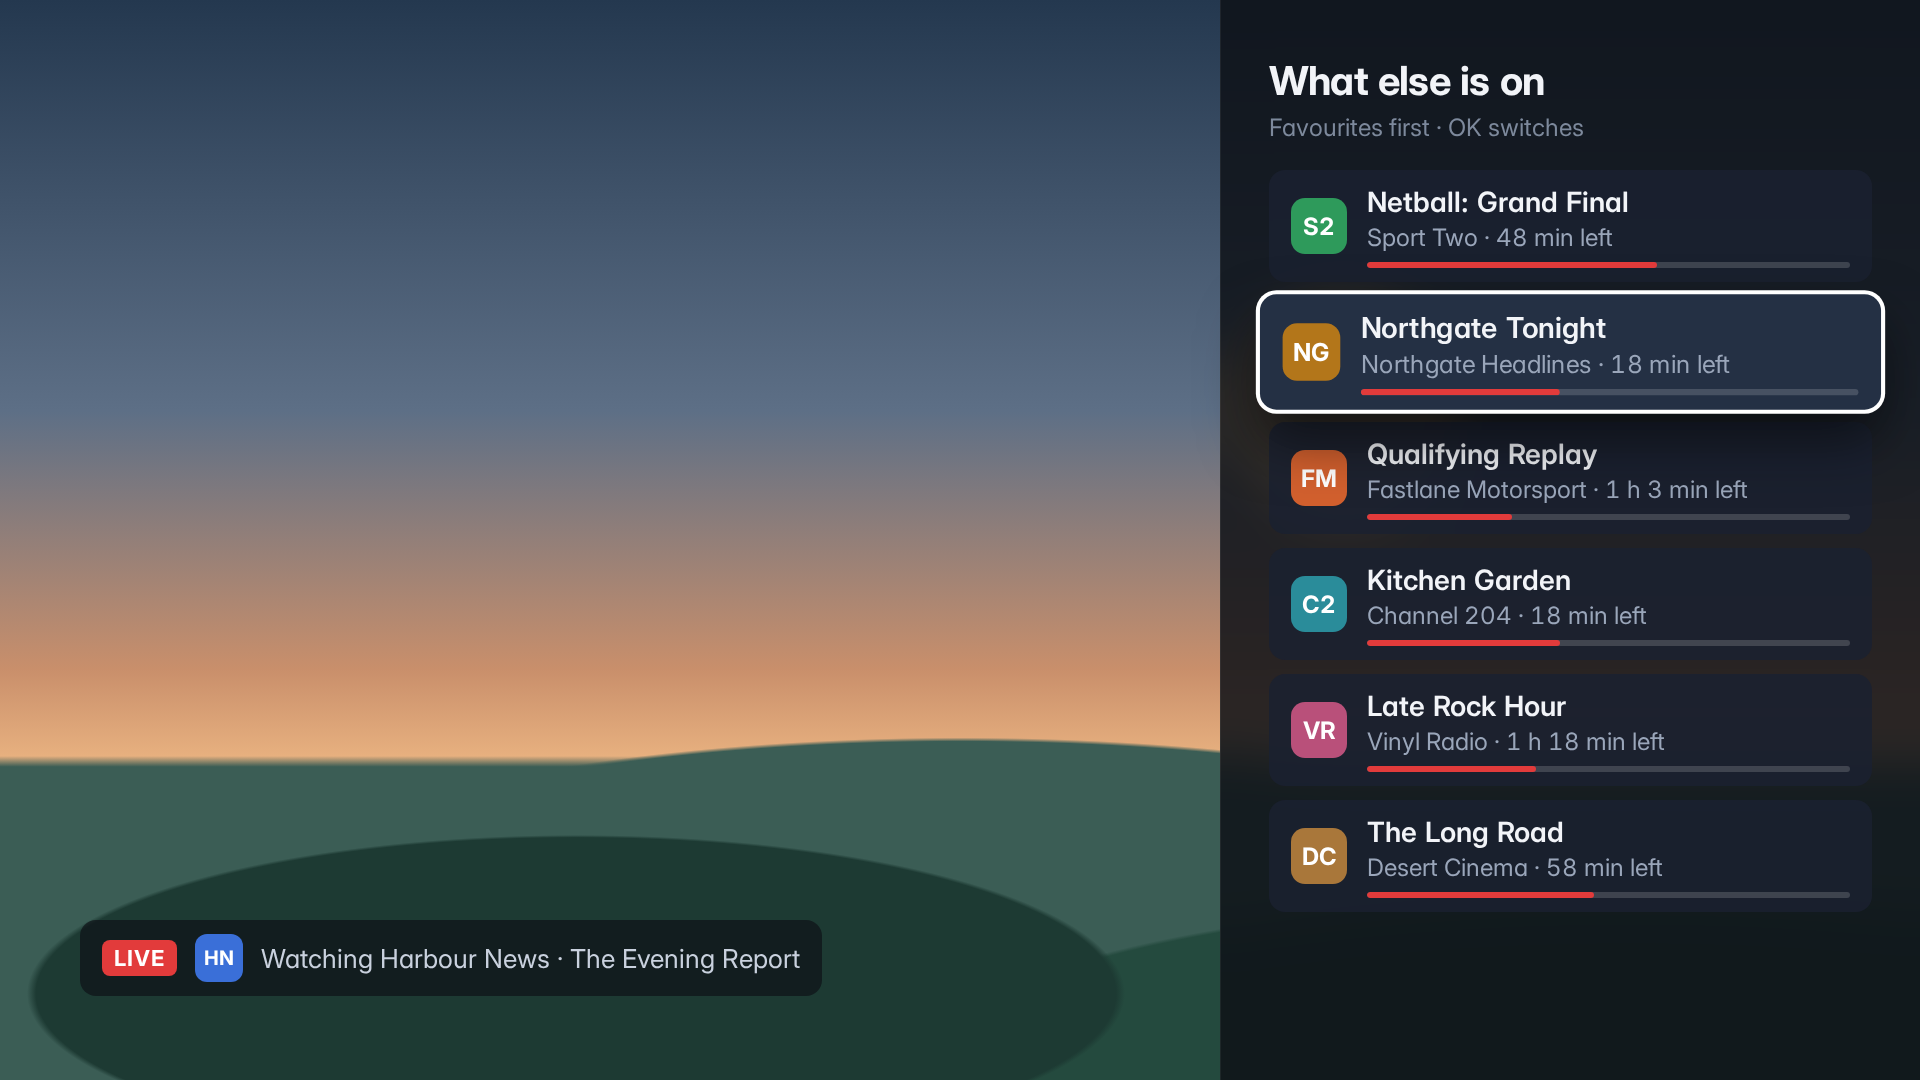 What else is on
Favourites first · OK switches
S2
Netball: Grand Final
Sport Two · 48 min left
NG
Northgate Tonight
Northgate Headlines · 18 min left
FM
Qualifying Replay
Fastlane Motorsport · 1 h 3 min left
C2
Kitchen Garden
Channel 204 · 18 min left
VR
Late Rock Hour
Vinyl Radio · 1 h 18 min left
DC
The Long Road
Desert Cinema · 58 min left
LIVE HN Watching Harbour News · The Evening Report